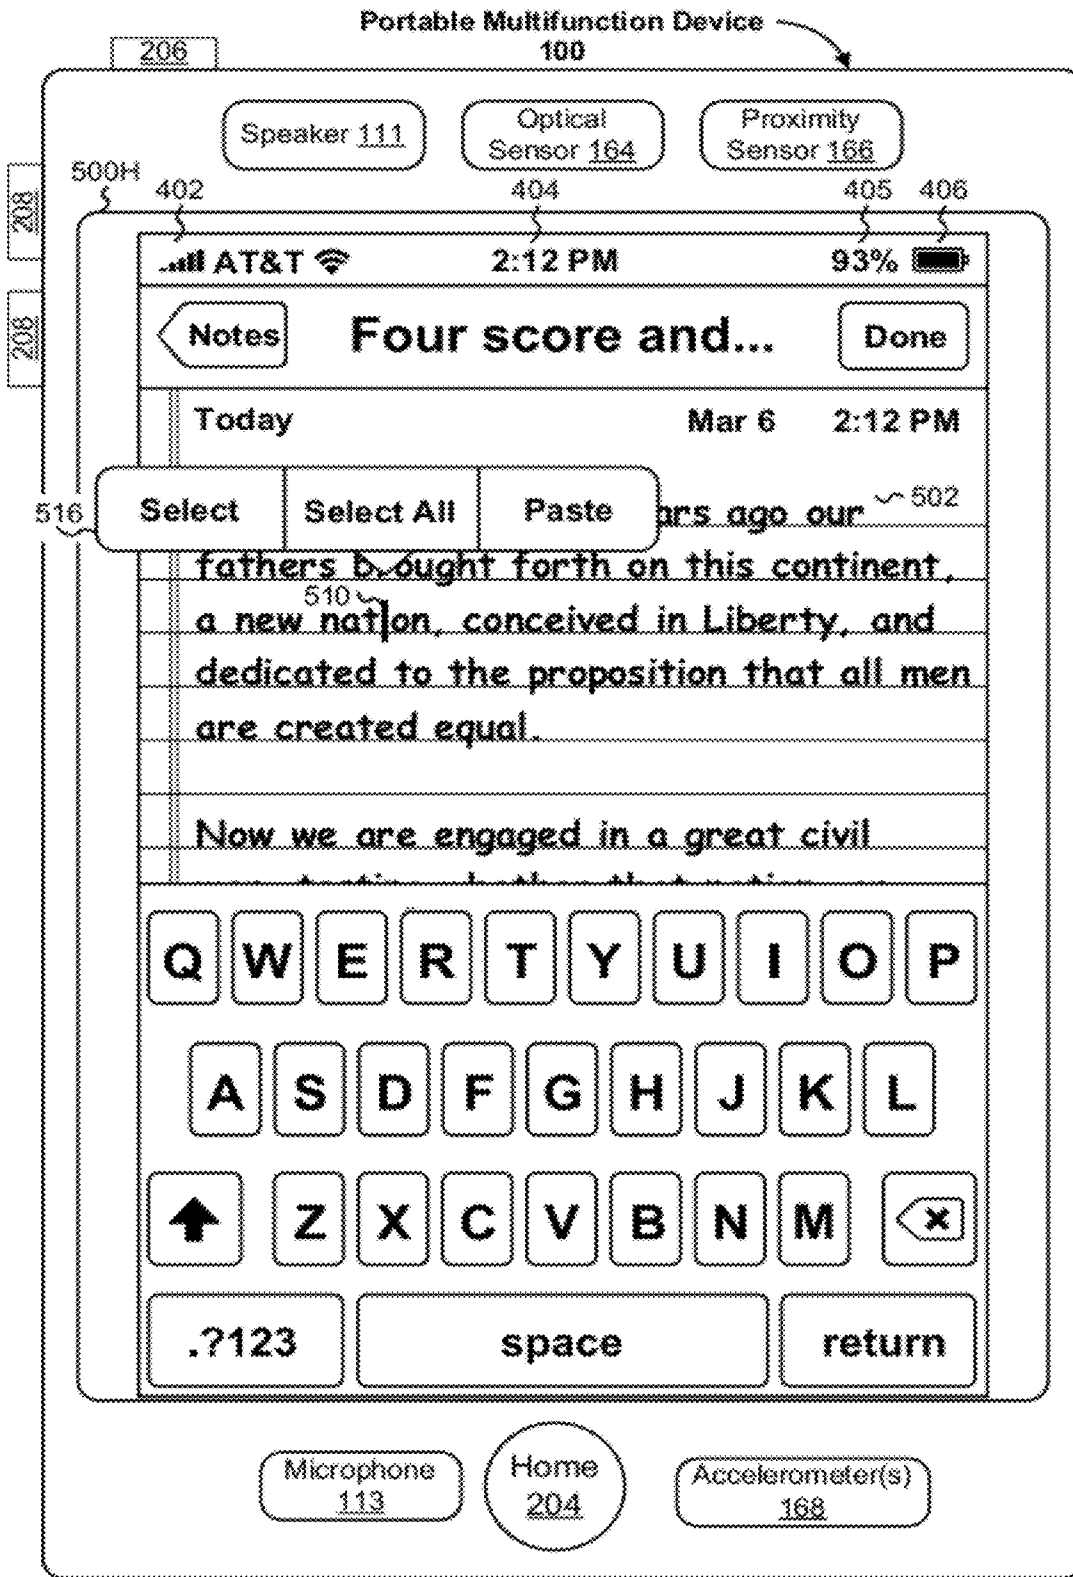 Portable Multifunction Device
100
206
Speaker 111
Optical
Sensor 164
Proximity
Sensor 166
208
208
500H
402
404
405
406
AT&T
2:12 PM
93%
Notes
Four score and...
Done
Today
Mar 6
2:12 PM
516
Select
Select All
Paste
ars ago our
502
fathers b ought forth on this continent,
510
a new nat on, conceived in Liberty, and
dedicated to the proposition that all men
are created equal.
Now we are engaged in a great civil
Q W E R T Y U I O P
A S D F G H J K L
Z X C V B N M
.?123
space
return
Microphone
113
Home
204
Accelerometer(s)
168